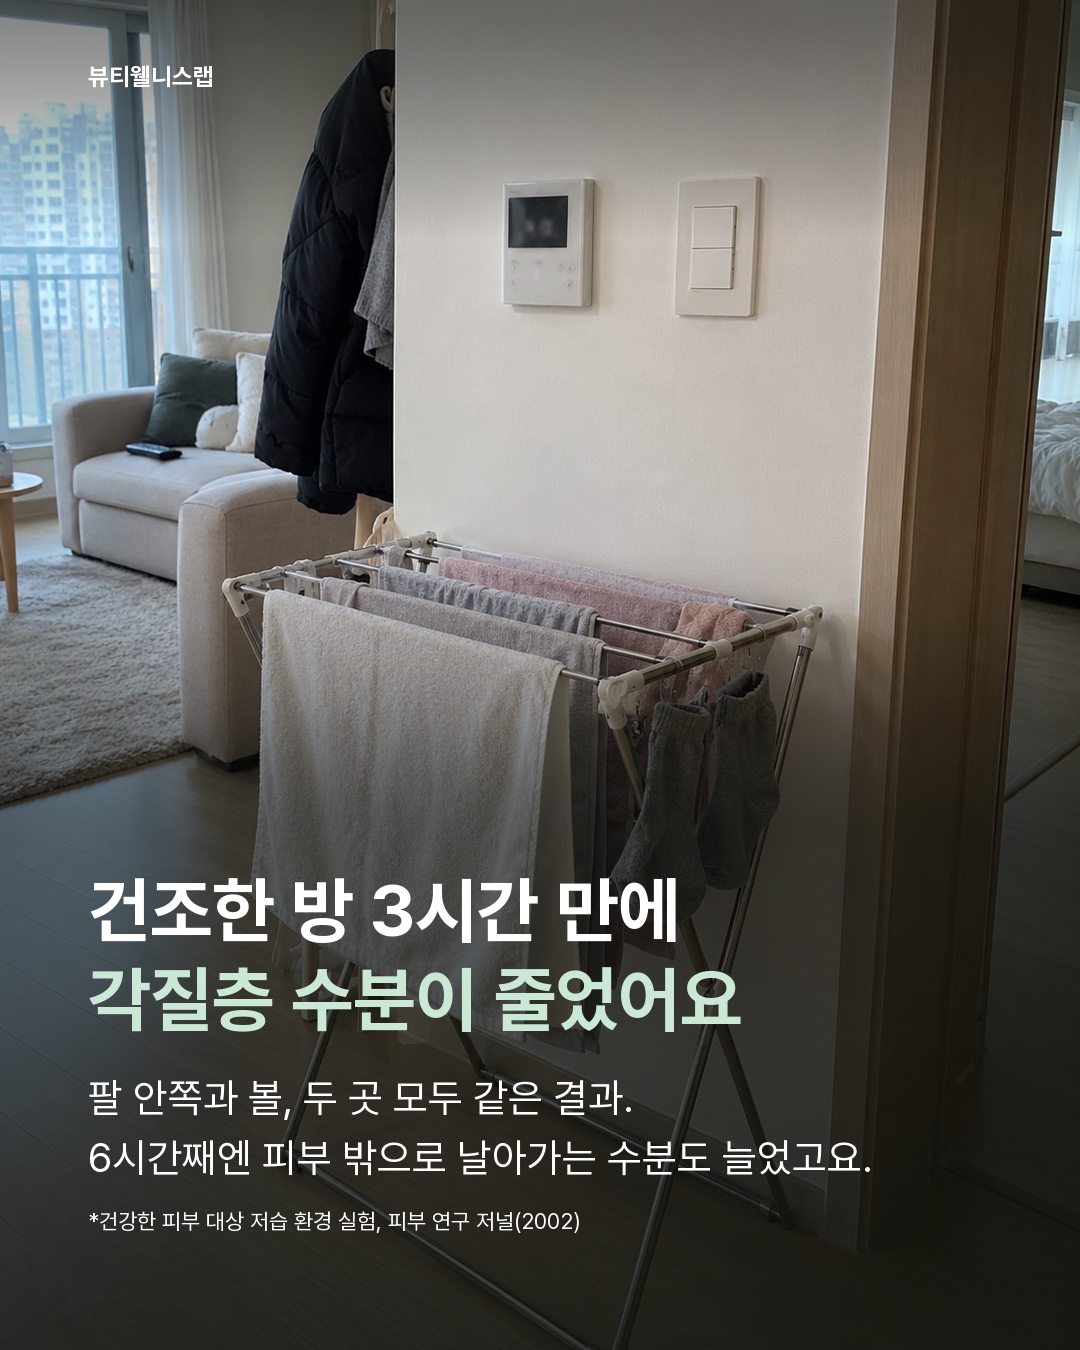 뷰티웰니스랩
건조한 방 3시간 만에
각질층 수분이 줄었어요
팔 안쪽과 볼, 두 곳 모두 같은 결과.
6시간째엔 피부 밖으로 날아가는 수분도 늘었고요.
*건강한 피부 대상 저습 환경 실험, 피부 연구 저널(2002)